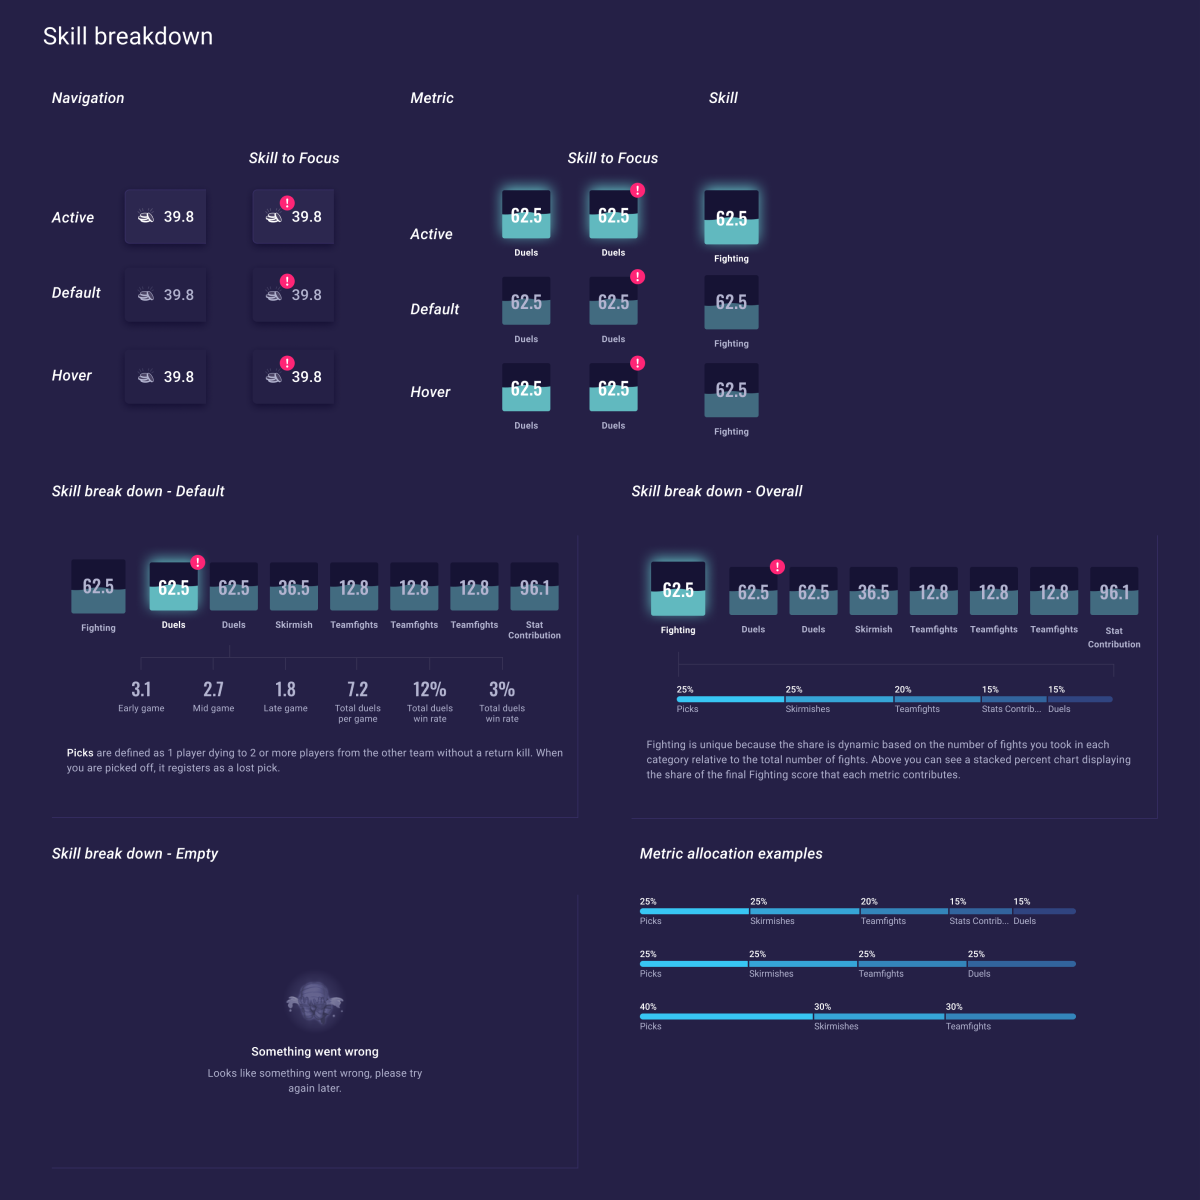 Skill breakdown
Navigation
Metric
Skill
Skill to Focus
Skill to Focus
Active
39.8
! 39.8
Default
39.8
! 39.8
Hover
39.8
! 39.8
Active
62.5
62.5 !
Duels
Duels
Default
62.5
62.5 !
Duels
Duels
Hover
62.5
62.5 !
Duels
Duels
62.5
Fighting
62.5
Fighting
62.5
Fighting
Skill break down - Default
62.5
62.5 !
62.5
36.5
12.8
12.8
12.8
96.1
Fighting
Duels
Duels
Skirmish
Teamfights
Teamfights
Teamfights
Stat
Contribution
3.1
2.7
1.8
7.2
12%
3%
Early game
Mid game
Late game
Total duels
per game
Total duels
win rate
Total duels
win rate
Picks are defined as 1 player dying to 2 or more players from the other team without a return kill. When
you are picked off, it registers as a lost pick.
Skill break down - Overall
62.5
62.5 !
62.5
36.5
12.8
12.8
12.8
96.1
Fighting
Duels
Duels
Skirmish
Teamfights
Teamfights
Teamfights
Stat
Contribution
25%
25%
20%
15%
15%
Picks
Skirmishes
Teamfights
Stats Contrib...
Duels
Fighting is unique because the share is dynamic based on the number of fights you took in each
category relative to the total number of fights. Above you can see a stacked percent chart displaying
the share of the final Fighting score that each metric contributes.
Skill break down - Empty
Something went wrong
Looks like something went wrong, please try
again later.
Metric allocation examples
25%
25%
20%
15%
15%
Picks
Skirmishes
Teamfights
Stats Contrib...
Duels
25%
25%
25%
25%
Picks
Skirmishes
Teamfights
Duels
40%
30%
30%
Picks
Skirmishes
Teamfights